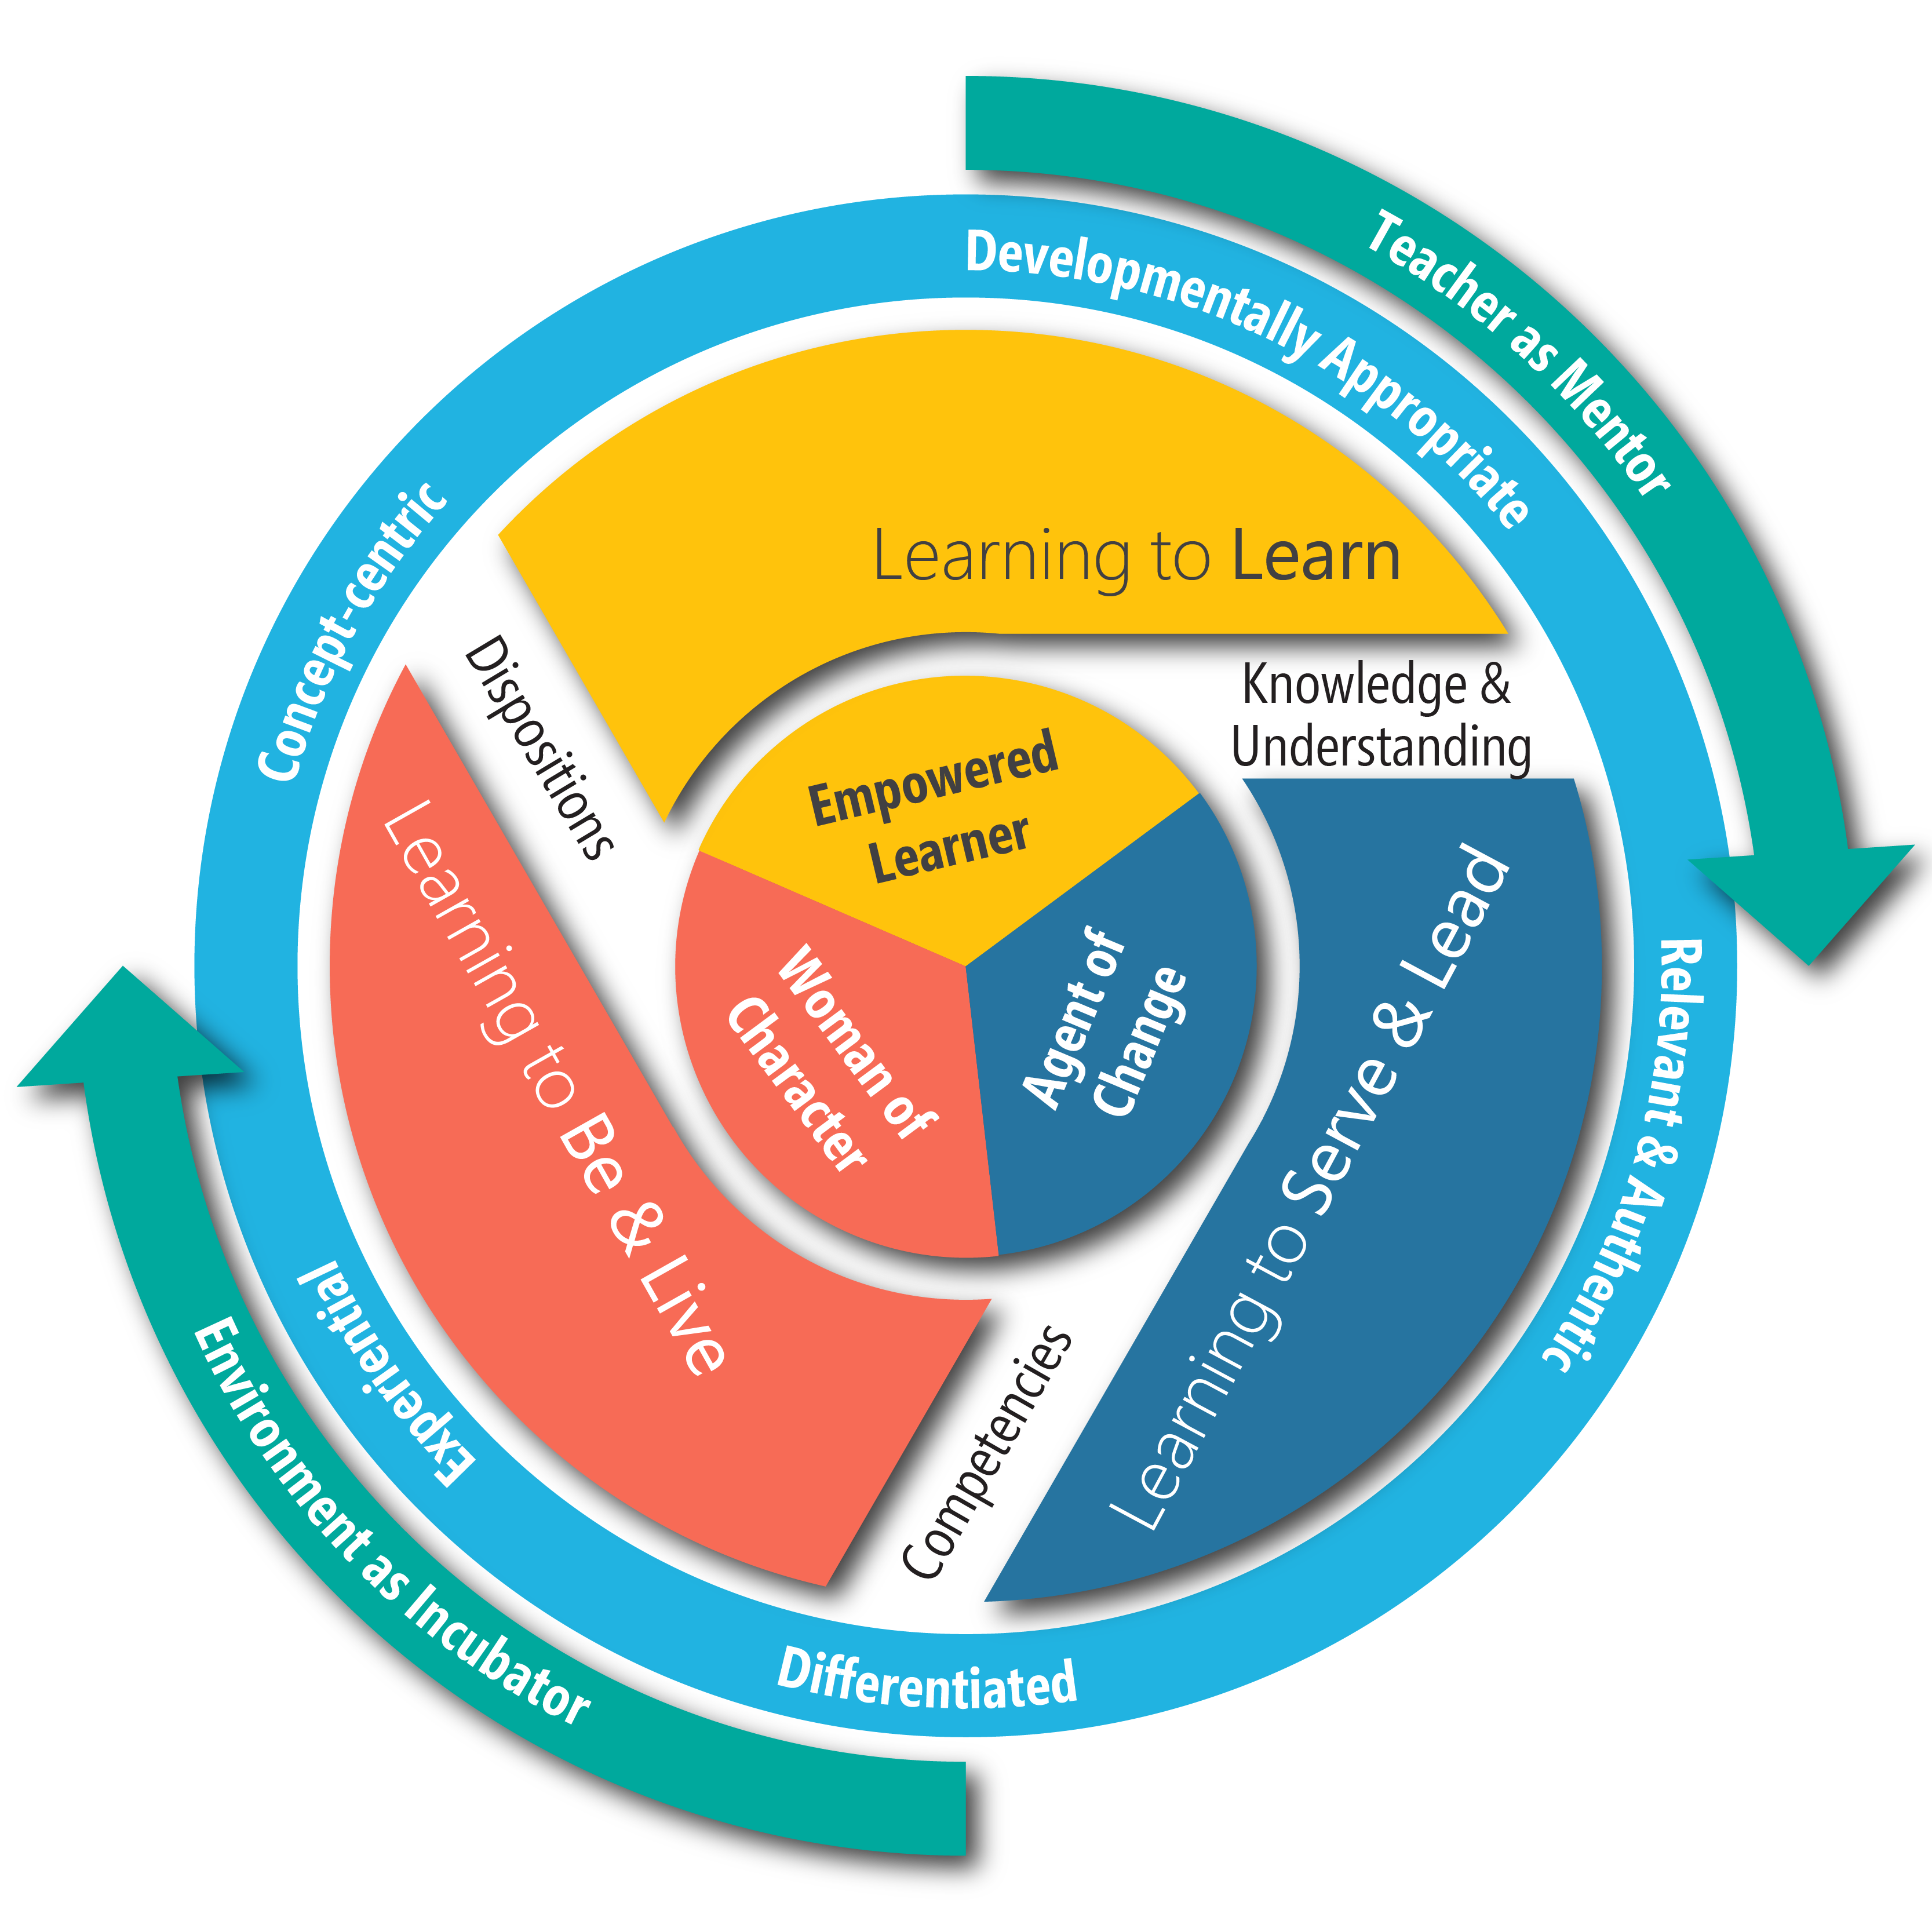 Teacher as Mentor
Developmentally Appropriate
Concept-centric
Learning to Learn
Dispositions
Knowledge &
Understanding
Empowered
Learner
Agent of
Change
Woman of
Character
Learning to Be & Live
Learning to Serve & Lead
Relevant & Authentic
Competencies
Experiential
Environment as Incubator
Differentiated